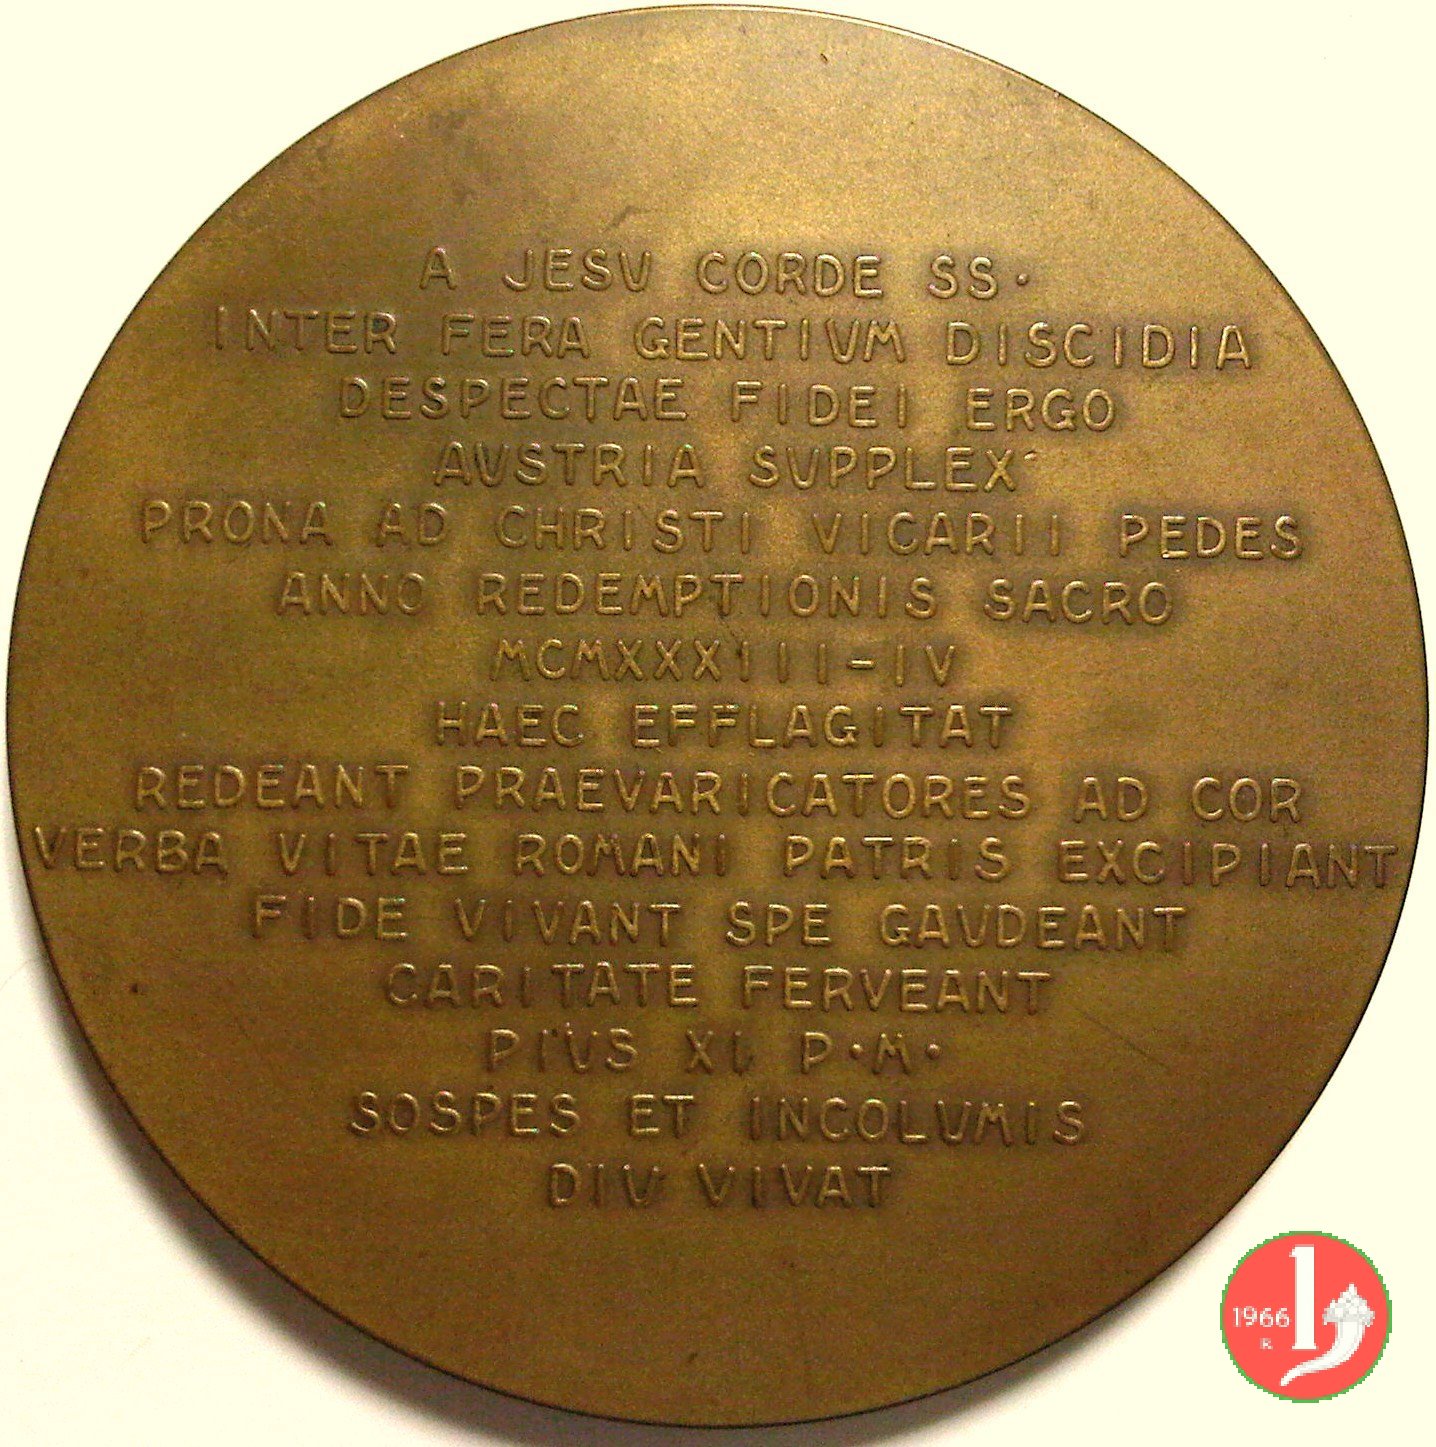 A JESV CORDE SS·
INTER FERA GENTIVM DISCIDIA
DESPECTAE FIDEI ERGO
AVSTRIA SVPPLEX
PRONA AD CHRISTI VICARII PEDES
ANNO REDEMPTIONIS SACRO
MCMXXXIII-IV
HAEC EFFLAGITAT
REDEANT PRAEVARICATORES AD COR
VERBA VITAE ROMANI PATRIS EXCIPIANT
FIDE VIVANT SPE GAVDEANT
CARITATE FERVEANT
PIVS XI P·M·
SOSPES ET INCOLVMIS
DIV VIVAT
1966
R